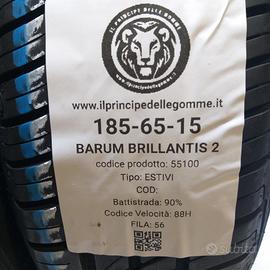 IL PRINCIPE DELLE GOMME
www.ilprincipedellegomme.it
185-65-15
BARUM BRILLANTIS 2
codice prodotto: 55100
Tipo: ESTIVI
COD:
Battistrada: 90%
Codice Velocità: 88H
FILA: 56
subito